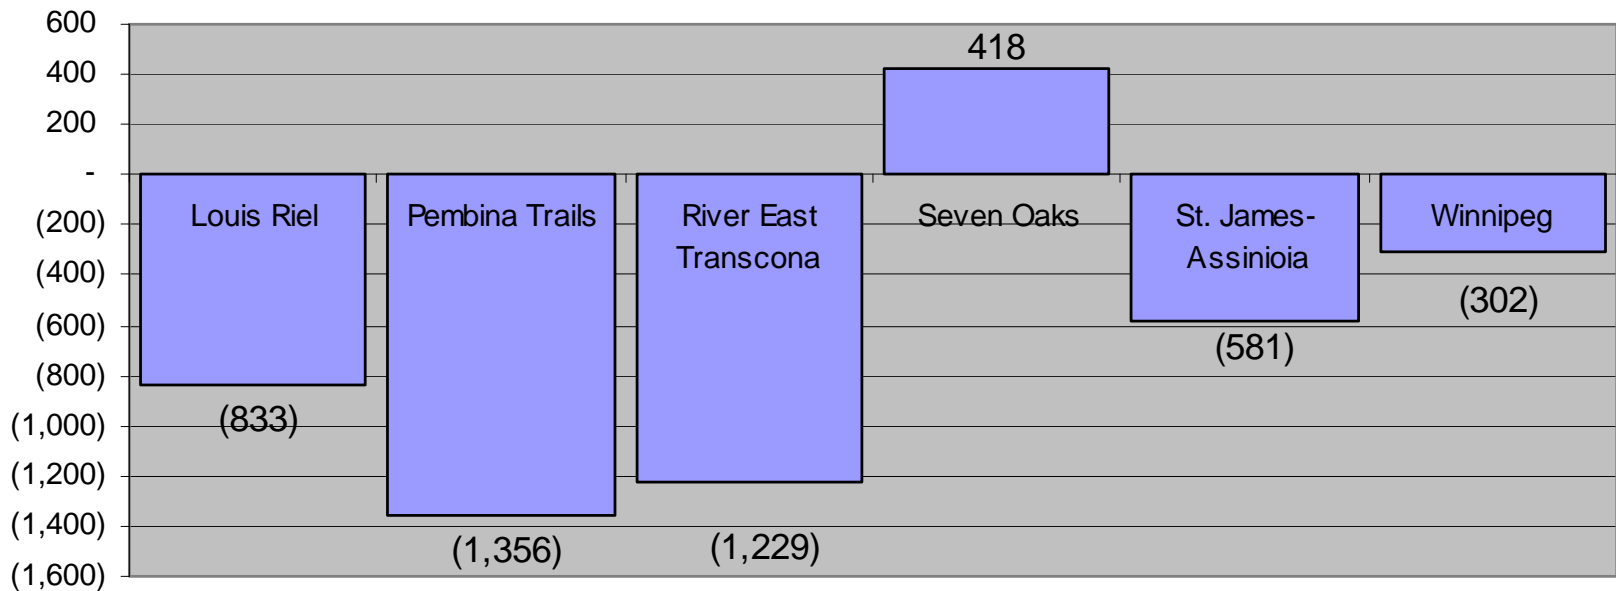 600
400
200
-
(200)
(400)
(600)
(800)
(1,000)
(1,200)
(1,400)
(1,600)
418
Louis Riel
Pembina Trails
River East
Transcona
Seven Oaks
St. James-
Assinioia
Winnipeg
(833)
(1,356)
(1,229)
(581)
(302)